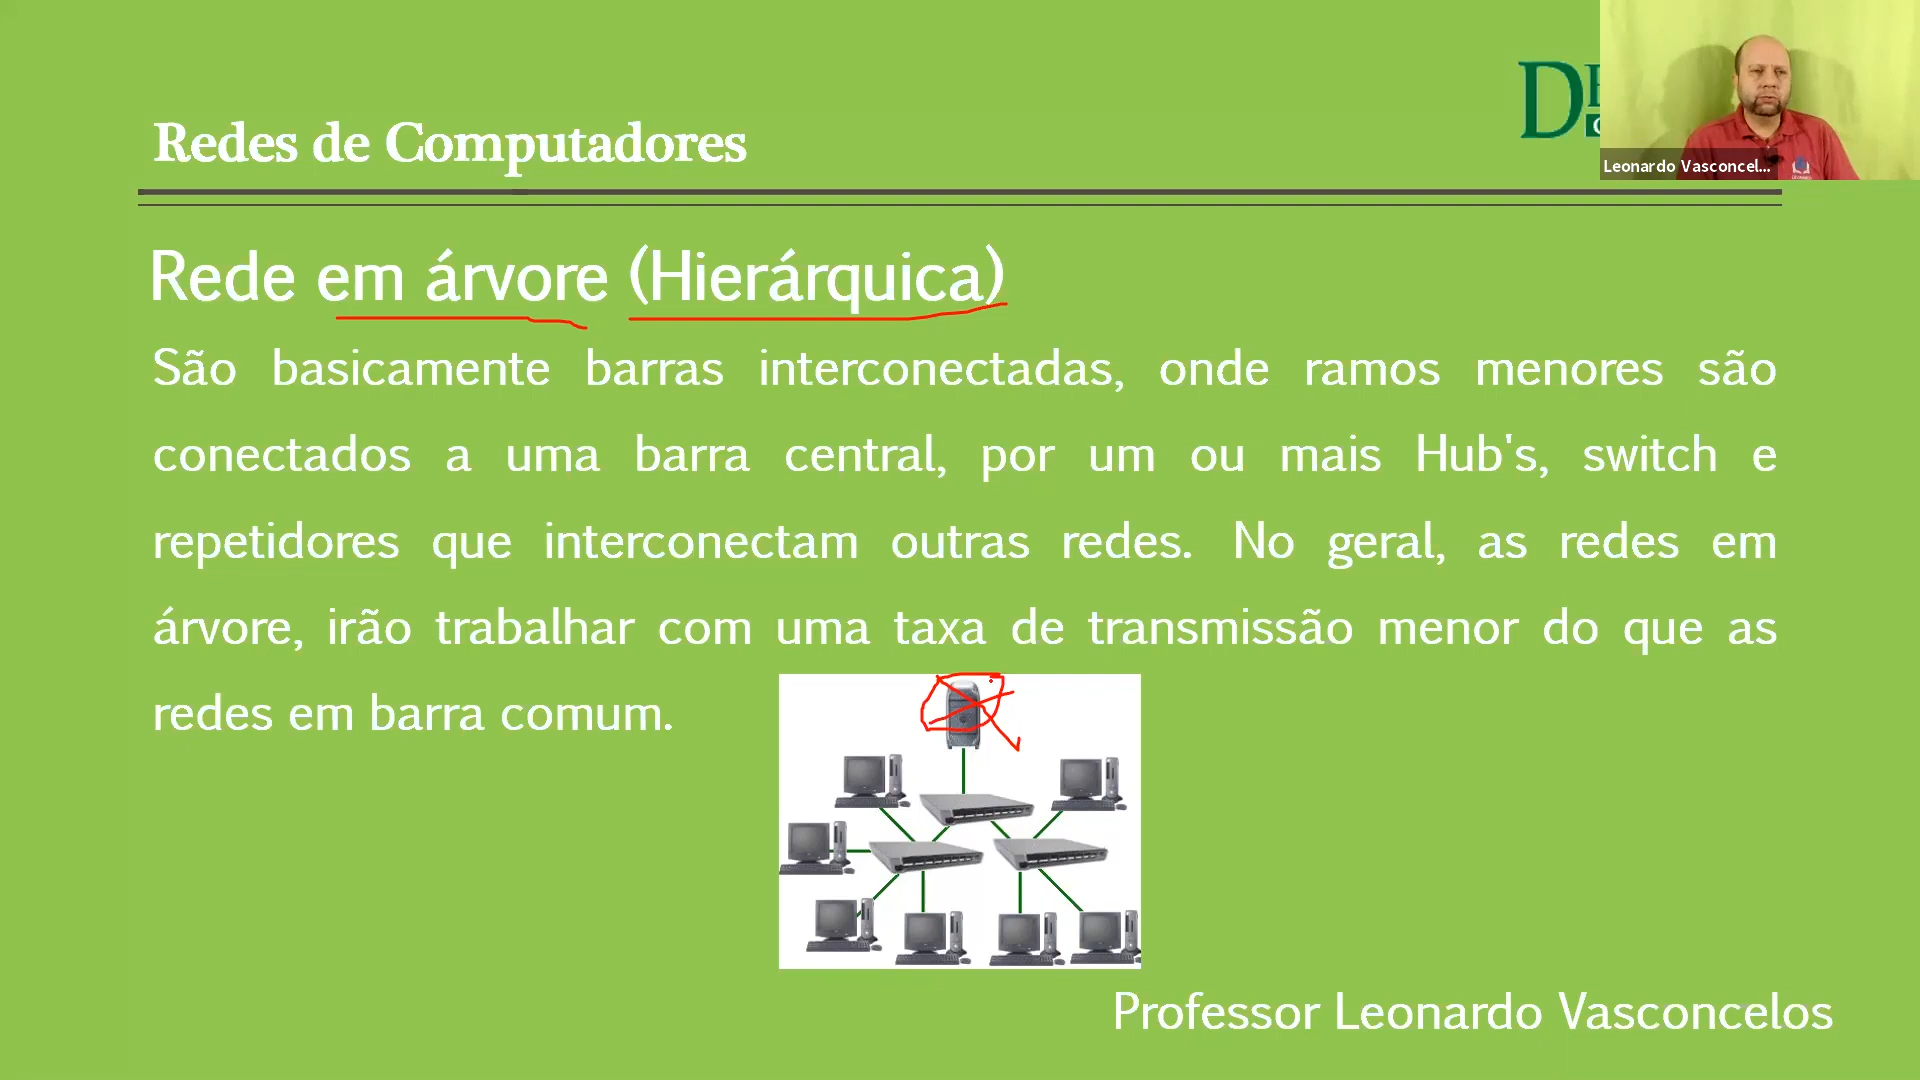 Redes de Computadores
Leonardo Vasconcel...
Rede em árvore (Hierárquica)
São basicamente barras interconectadas, onde ramos menores são
conectados a uma barra central, por um ou mais Hub's, switch e
repetidores que interconectam outras redes. No geral, as redes em
árvore, irão trabalhar com uma taxa de transmissão menor do que as
redes em barra comum.
Professor Leonardo Vasconcelos